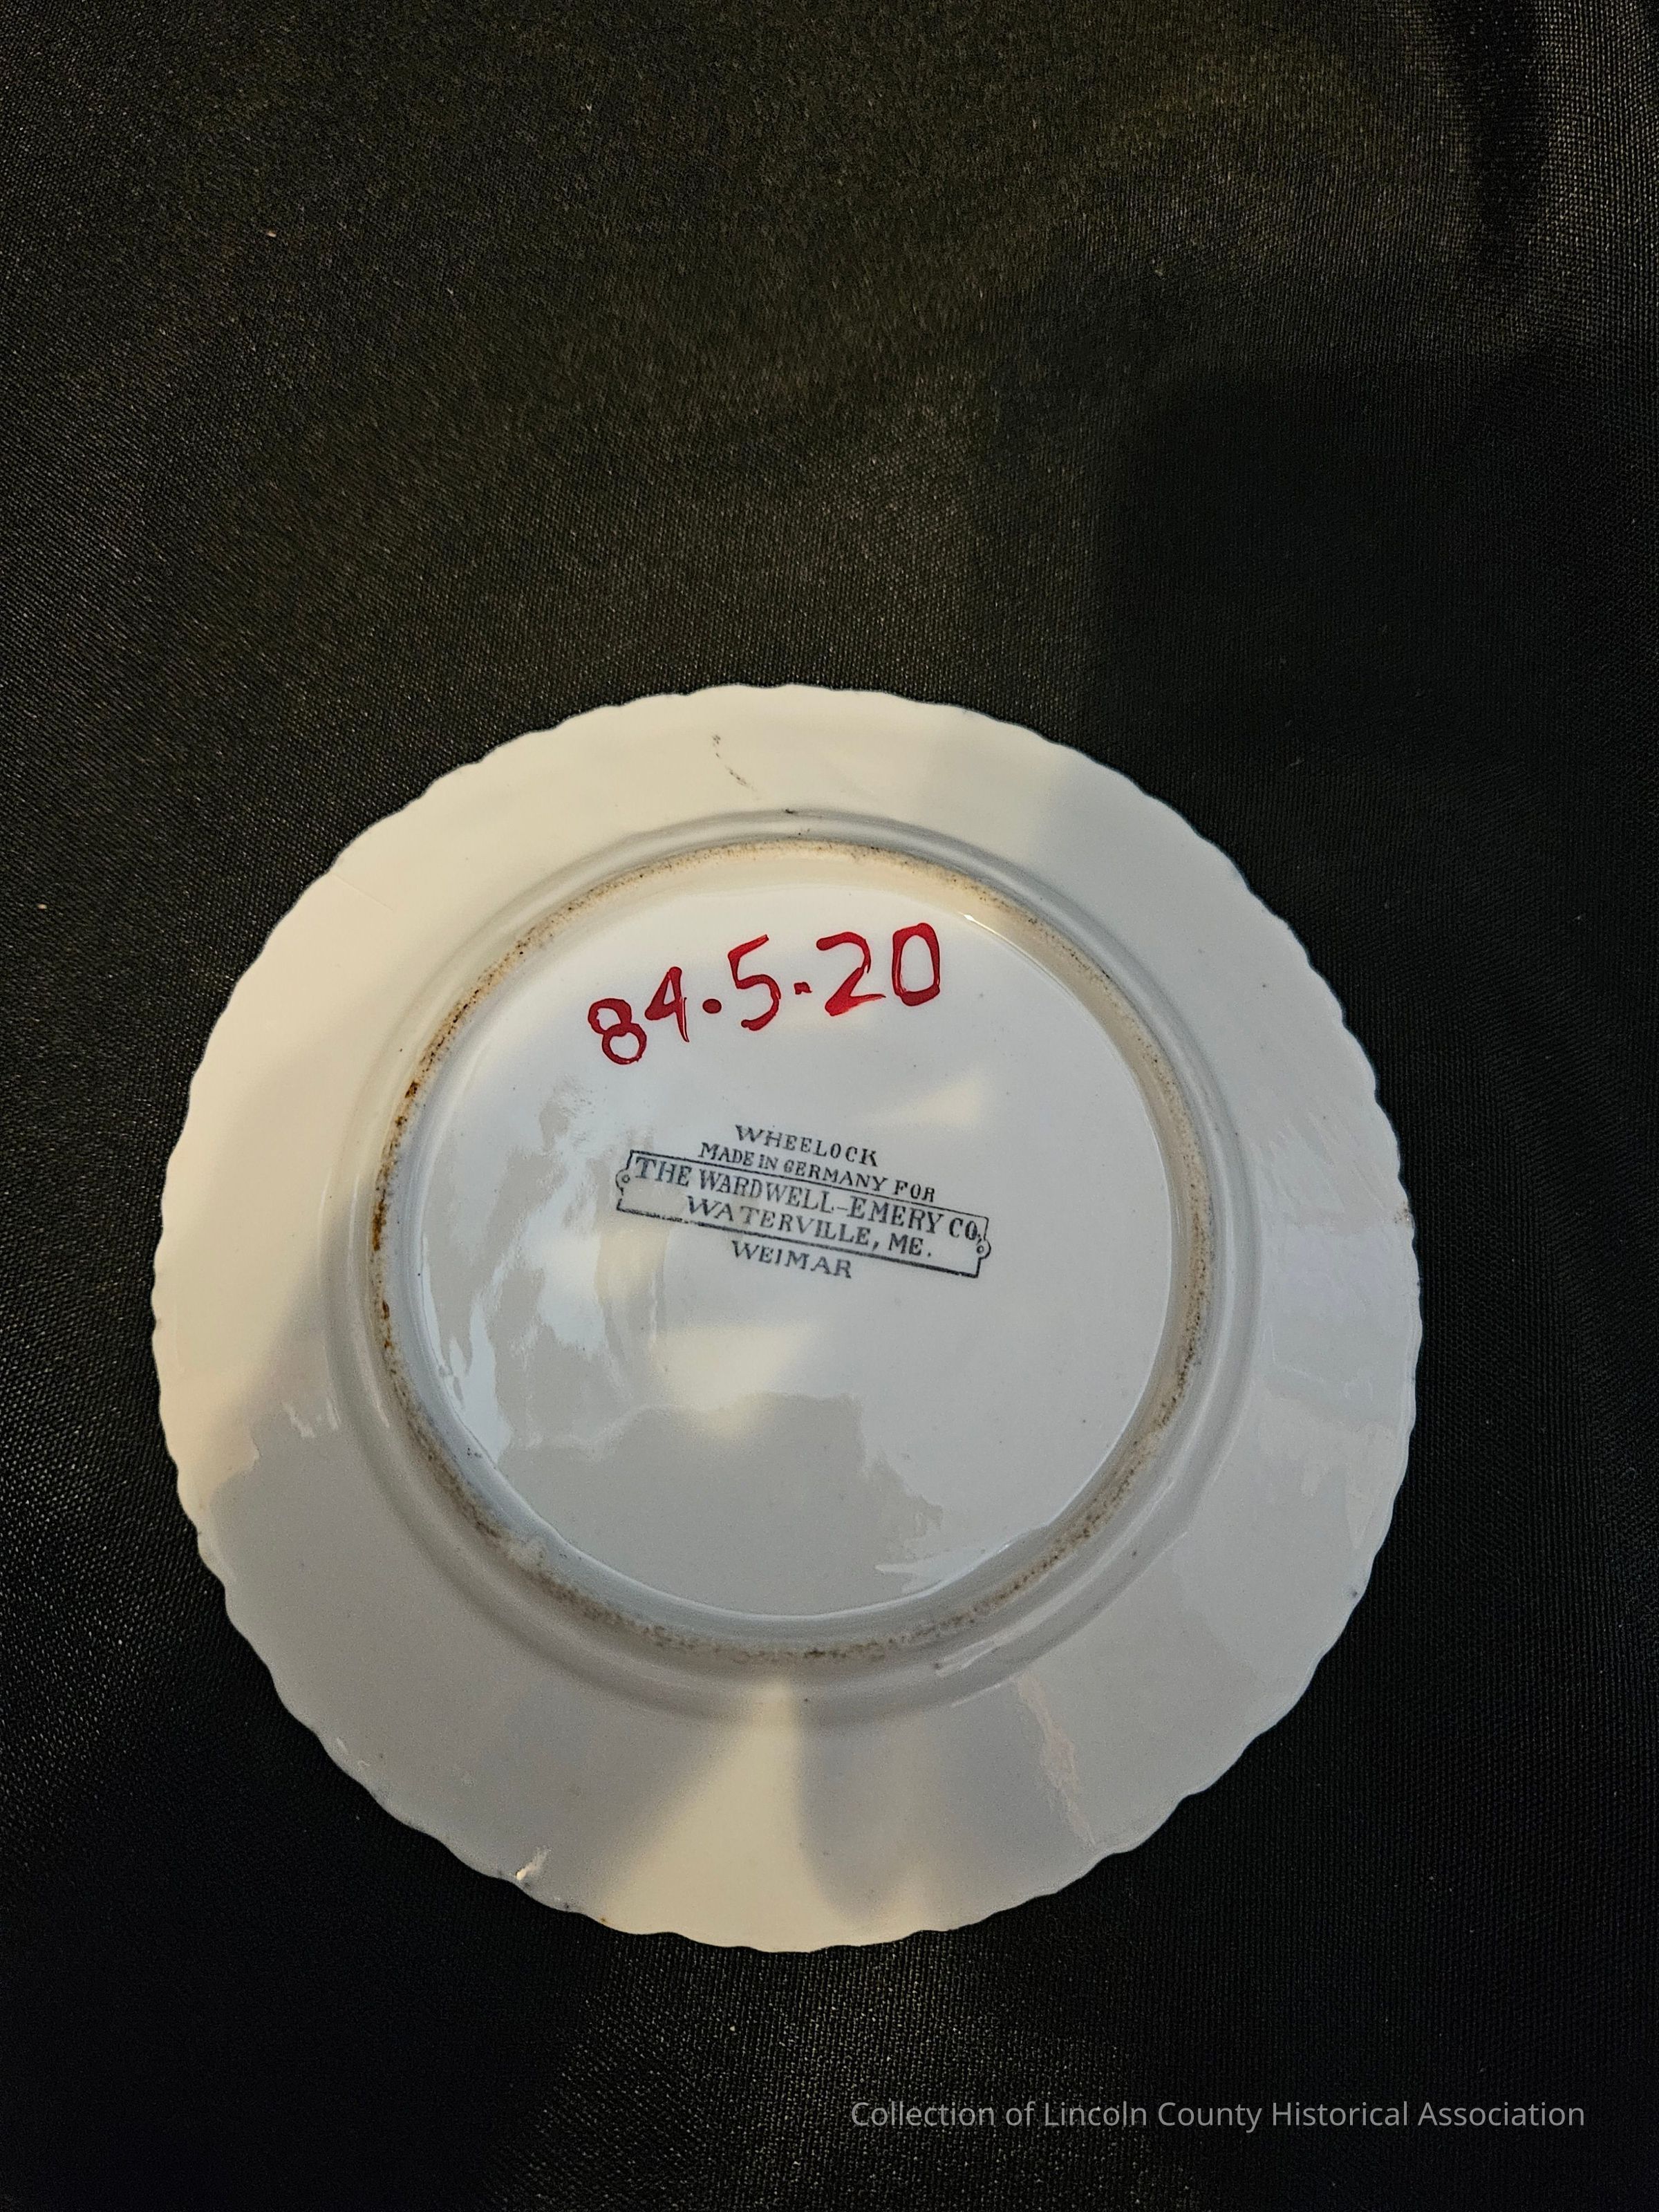 84.5.20
WHEELOCK
MADE IN GERMANY FOR
THE WARDWELL-EMERY CO.
WATERVILLE, ME.
WEIMAR
Collection of Lincoln County Historical Association